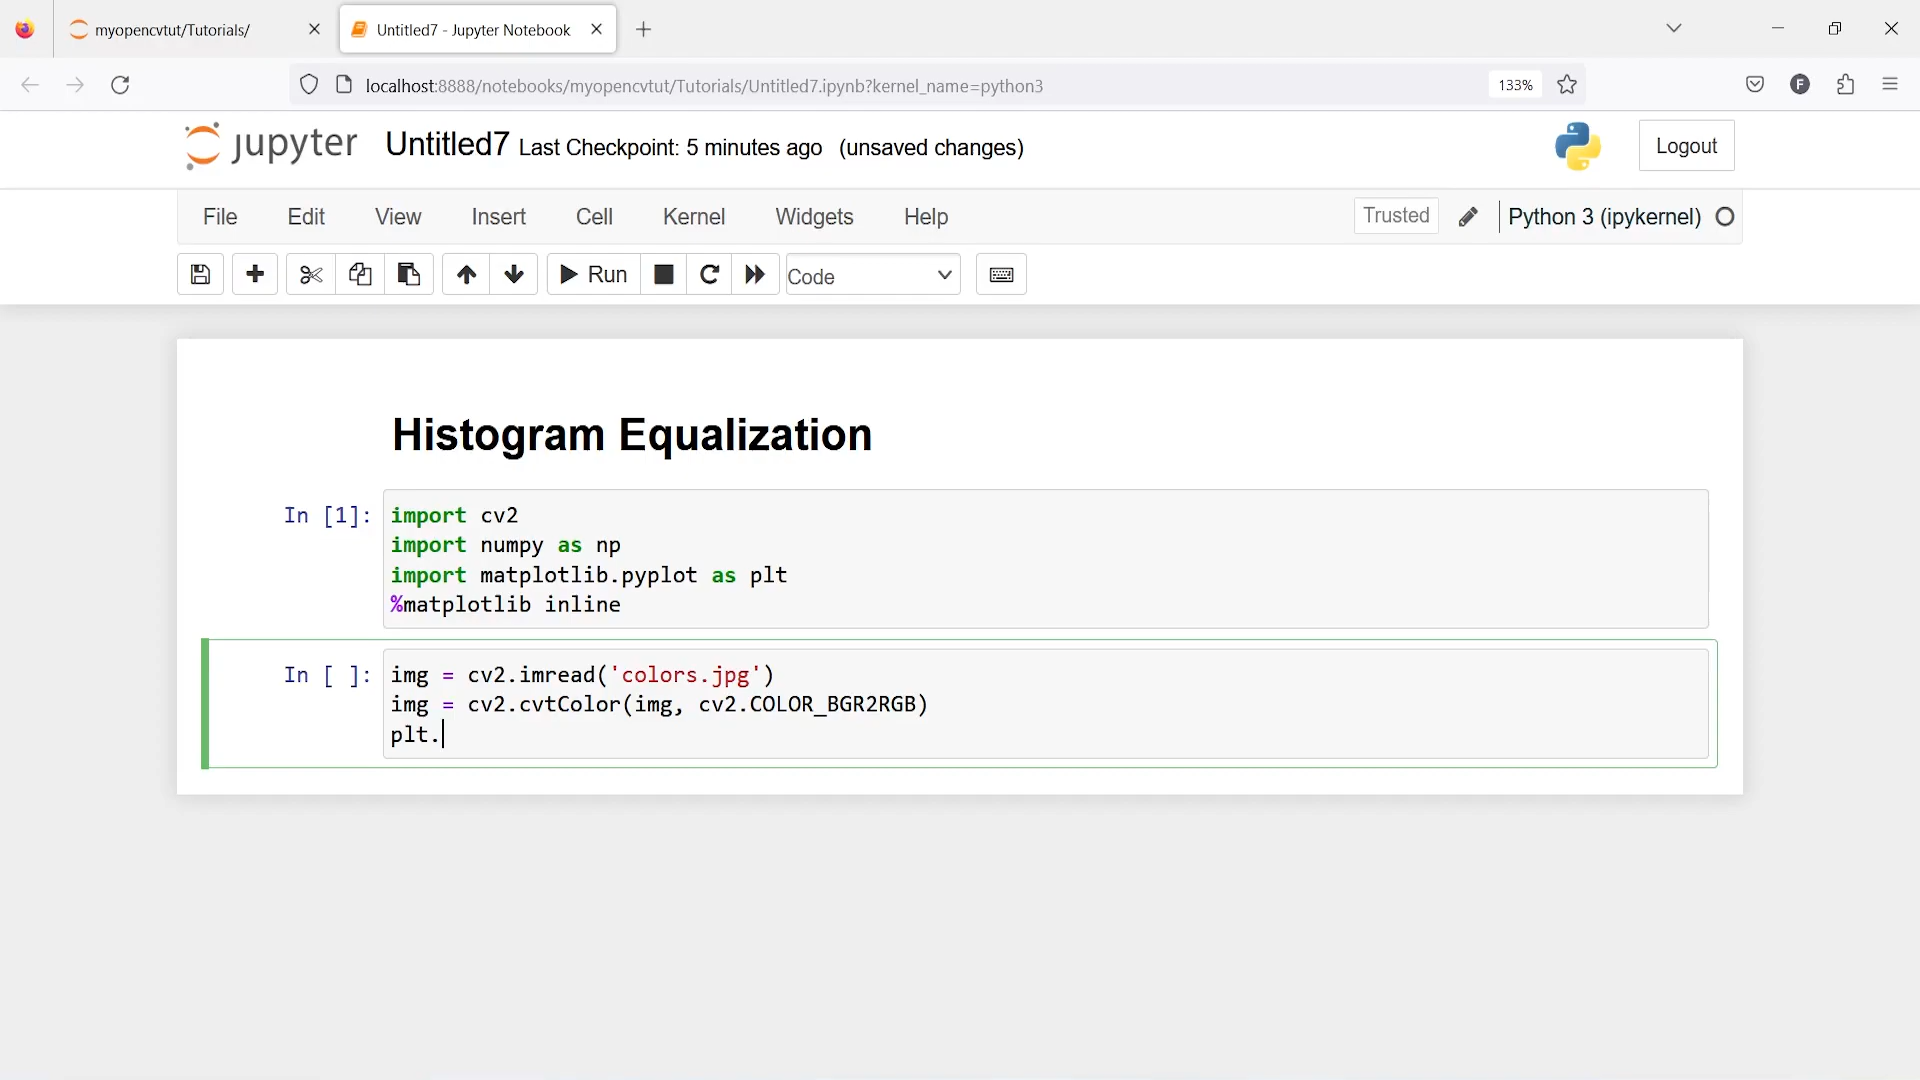 myopencvtut/Tutorials/
Untitled7 - Jupyter Notebook
localhost:8888/notebooks/myopencvtut/Tutorials/Untitled7.ipynb?kernel_name=python3
133%
F
jupyter
Untitled7 Last Checkpoint: 5 minutes ago (unsaved changes)
Logout
File Edit View Insert Cell Kernel Widgets Help
Trusted
Python 3 (ipykernel)
Run
Code
Histogram Equalization
In [1]:
import cv2
import numpy as np
import matplotlib.pyplot as plt
%matplotlib inline
In [ ]:
img = cv2.imread('colors.jpg')
img = cv2.cvtColor(img, cv2.COLOR_BGR2RGB)
plt.